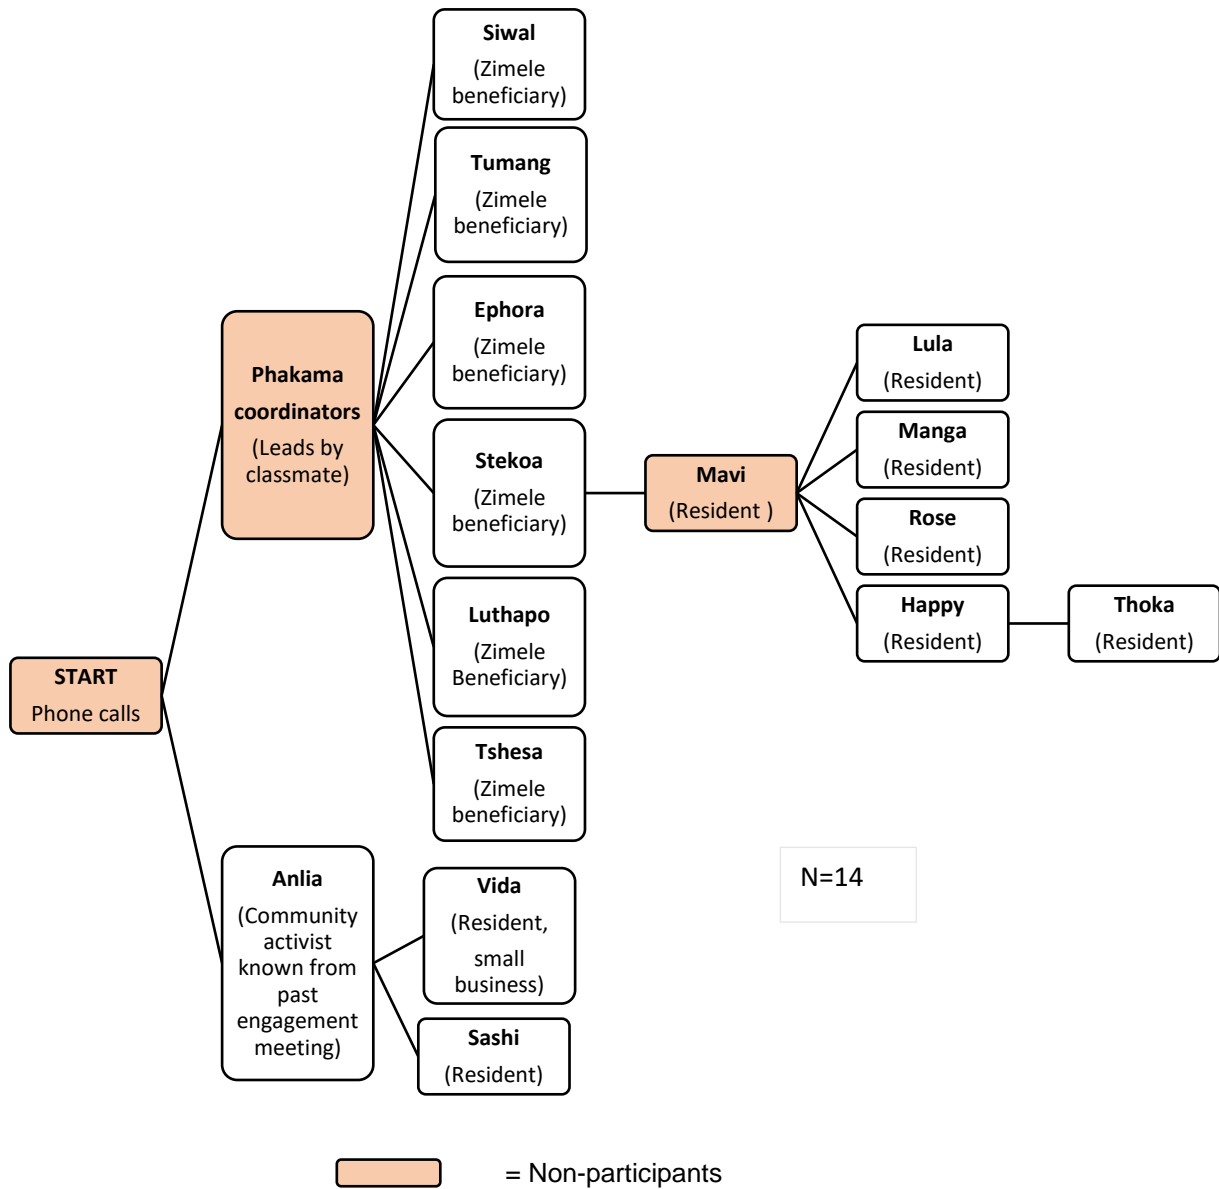 Siwal
(Zimele
beneficiary)
Tumang
(Zimele
beneficiary)
Ephora
(Zimele
beneficiary)
Phakama
coordinators
(Leads by
classmate)
Stekoa
(Zimele
beneficiary)
Mavi
(Resident )
Lula
(Resident)
Manga
(Resident)
Rose
(Resident)
Happy
(Resident)
Thoka
(Resident)
Luthapo
(Zimele
Beneficiary)
START
Phone calls
Tshesa
(Zimele
beneficiary)
Anlia
(Community
activist
known from
past
engagement
meeting)
Vida
(Resident,
small
business)
Sashi
(Resident)
N=14
= Non-participants